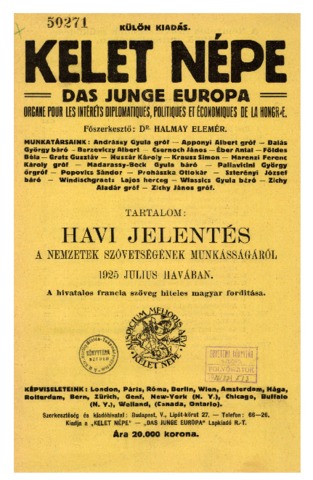 50271
KÜLÖN KIADÁS.
KELET NÉPE
DAS JUNGE EUROPA
ORGANE POUR LES INTÉRÊTS DIPLOMATIQUES, POLITIQUES ET ÉCONOMIQUES DE LA HONGRIE.
Főszerkesztő: Dr. HALMAY ELEMÉR.
MUNKATÁRSAINK: Andrássy Gyula gróf — Apponyi Albert gróf — Balás
György báró — Berzeviczy Albert — Csernoch János — Éber Antal — Földes
Béla — Gratz Gusztáv — Huszár Károly — Krausz Simon — Marenzi Ferenc
Károly gróf — Madarassy-Beck Gyula báró — Pallavicini György
őrgróf — Popovics Sándor — Prohászka Ottokár — Szterényi József
báró — Windischgraetz Lajos herceg — Wlassics Gyula báró — Zichy
Aladár gróf — Zichy János gróf.
TARTALOM:
HAVI JELENTÉS
A NEMZETEK SZÖVETSÉGÉNEK MUNKÁSSÁGÁRÓL
1925 JULIUS HAVÁBAN.
A hivatalos francia szöveg hiteles magyar fordítása.
KELET NÉPE
KÉPVISELETEINK: London, Páris, Róma, Berlin, Wien, Amsterdam, Hága,
Rotterdam, Bern, Zürich, Genf, New-York (N. Y.), Chicago, Buffalo
(N. Y.), Welland, (Canada, Ontario).
Szerkesztőség és kiadóhivatal: Budapest, V., Lipót-körut 27. — Telefon: 66—26.
Kiadja a „KELET NÉPE" — „DAS JUNGE EUROPA" Lapkiadó R.-T.
Ára 20.000 korona.